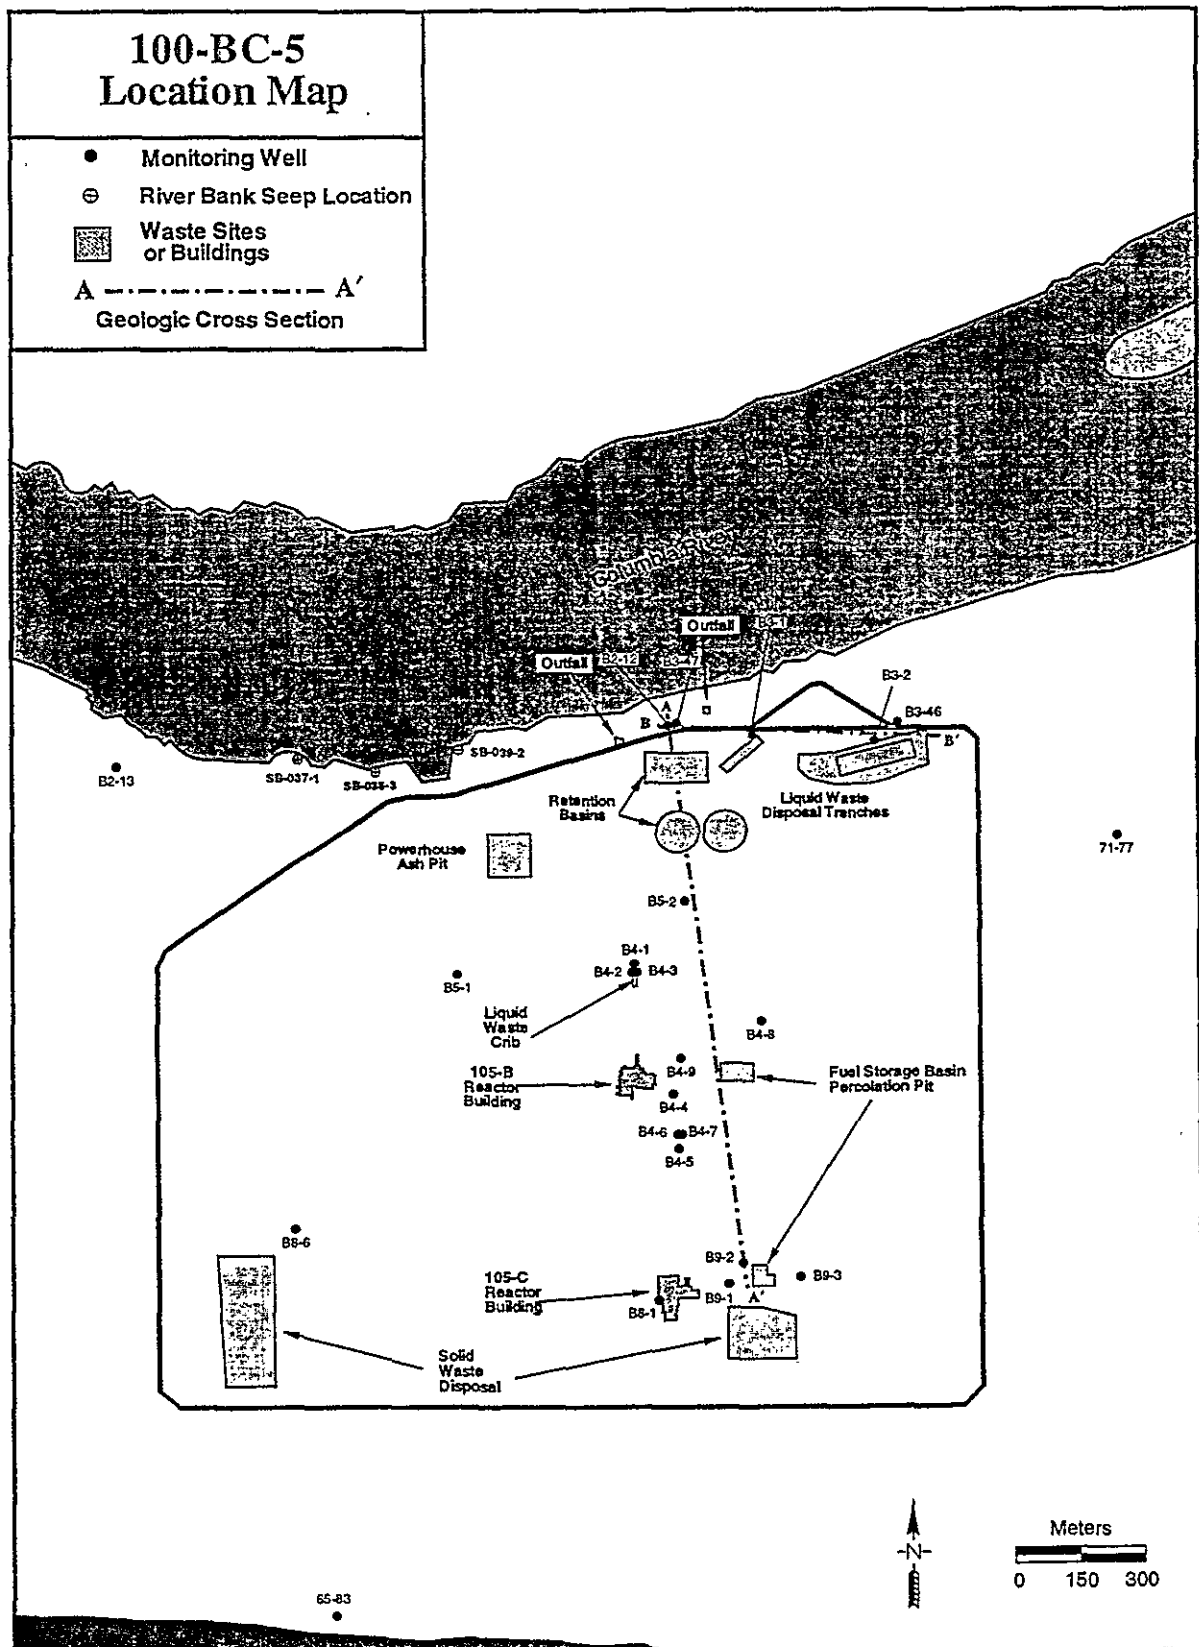 100-BC-5
Location Map
Monitoring Well
River Bank Seep Location
Waste Sites
or Buildings
A A′
Geologic Cross Section
Columbia River
Outfall
B3-1
Outfall
B2-12
B3-47
B3-2
A
B
B3-46
B′
SB-039-2
B2-13
SB-037-1
SB-038-3
Retention
Basins
Liquid Waste
Disposal Trenches
Powerhouse
Ash Pit
71-77
B5-2
B4-1
B4-2
B4-3
B5-1
Liquid
Waste
Crib
B4-8
105-B
Reactor
Building
B4-9
Fuel Storage Basin
Percolation Pit
B4-4
B4-6
B4-7
B4-5
B8-6
B9-2
105-C
Reactor
Building
B9-3
B9-1
A′
B8-1
Solid
Waste
Disposal
N
Meters
0 150 300
65-83